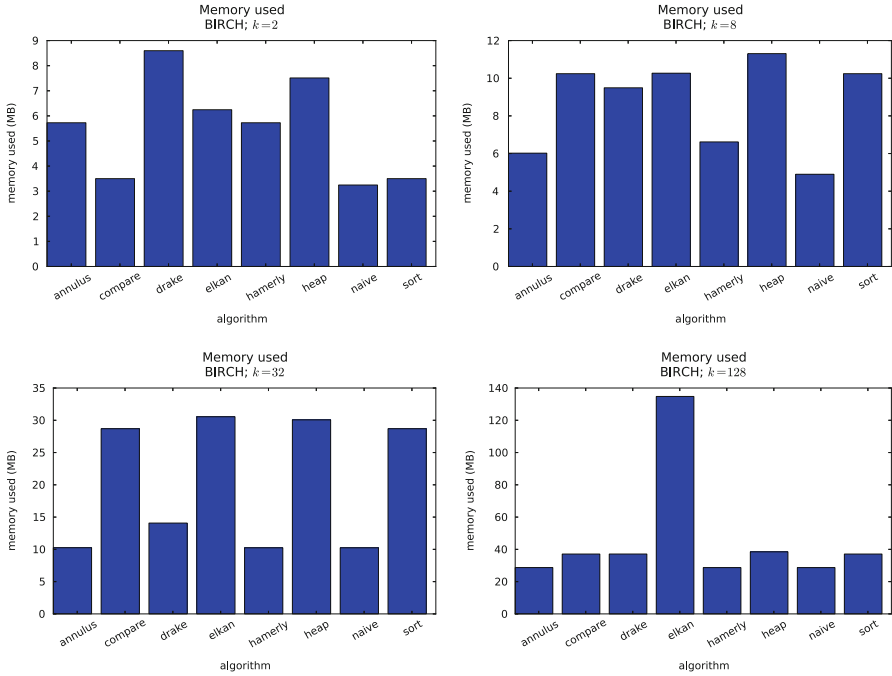 Memory used
BIRCH; k=2
9
8
7
6
5
4
3
2
1
0
memory used (MB)
annulus
compare
drake
elkan
hamerly
heap
naive
sort
algorithm
Memory used
BIRCH; k=8
12
10
8
6
4
2
0
memory used (MB)
annulus
compare
drake
elkan
hamerly
heap
naive
sort
algorithm
Memory used
BIRCH; k=32
35
30
25
20
15
10
5
0
memory used (MB)
annulus
compare
drake
elkan
hamerly
heap
naive
sort
algorithm
Memory used
BIRCH; k=128
140
120
100
80
60
40
20
0
memory used (MB)
annulus
compare
drake
elkan
hamerly
heap
naive
sort
algorithm